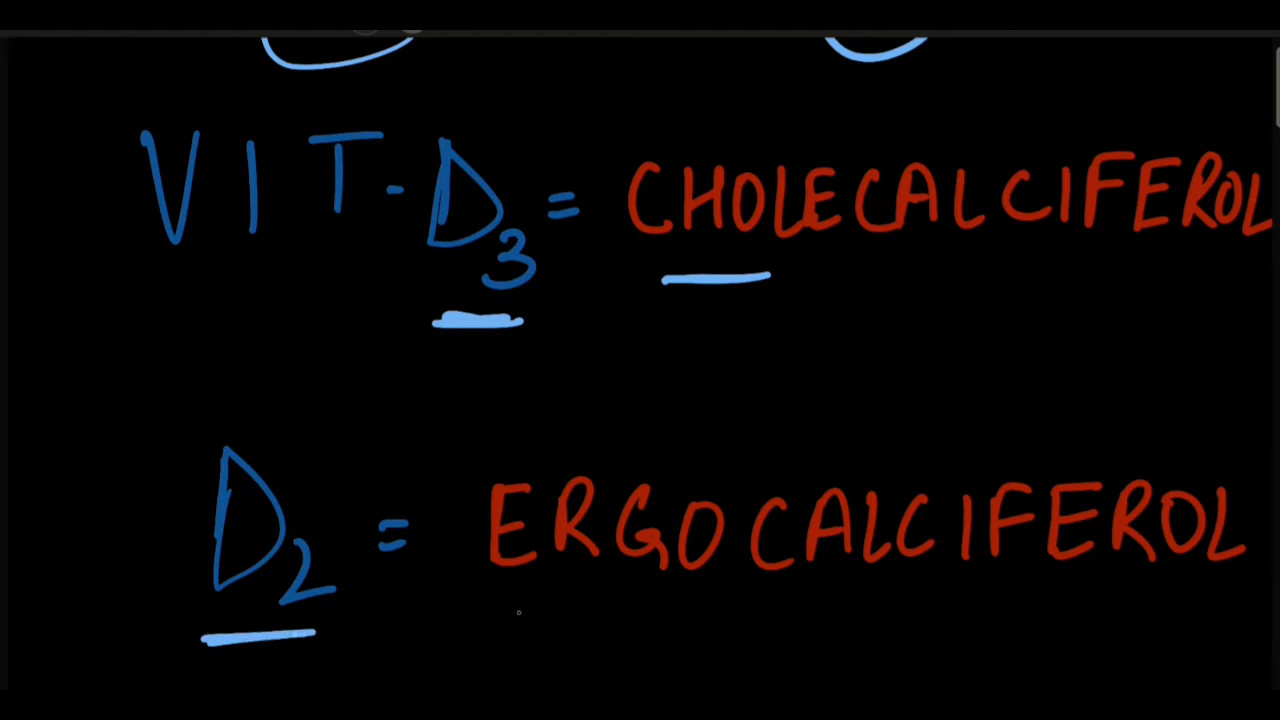 VIT-D3 = CHOLECALCIFEROL
D2 = ERGOCALCIFEROL